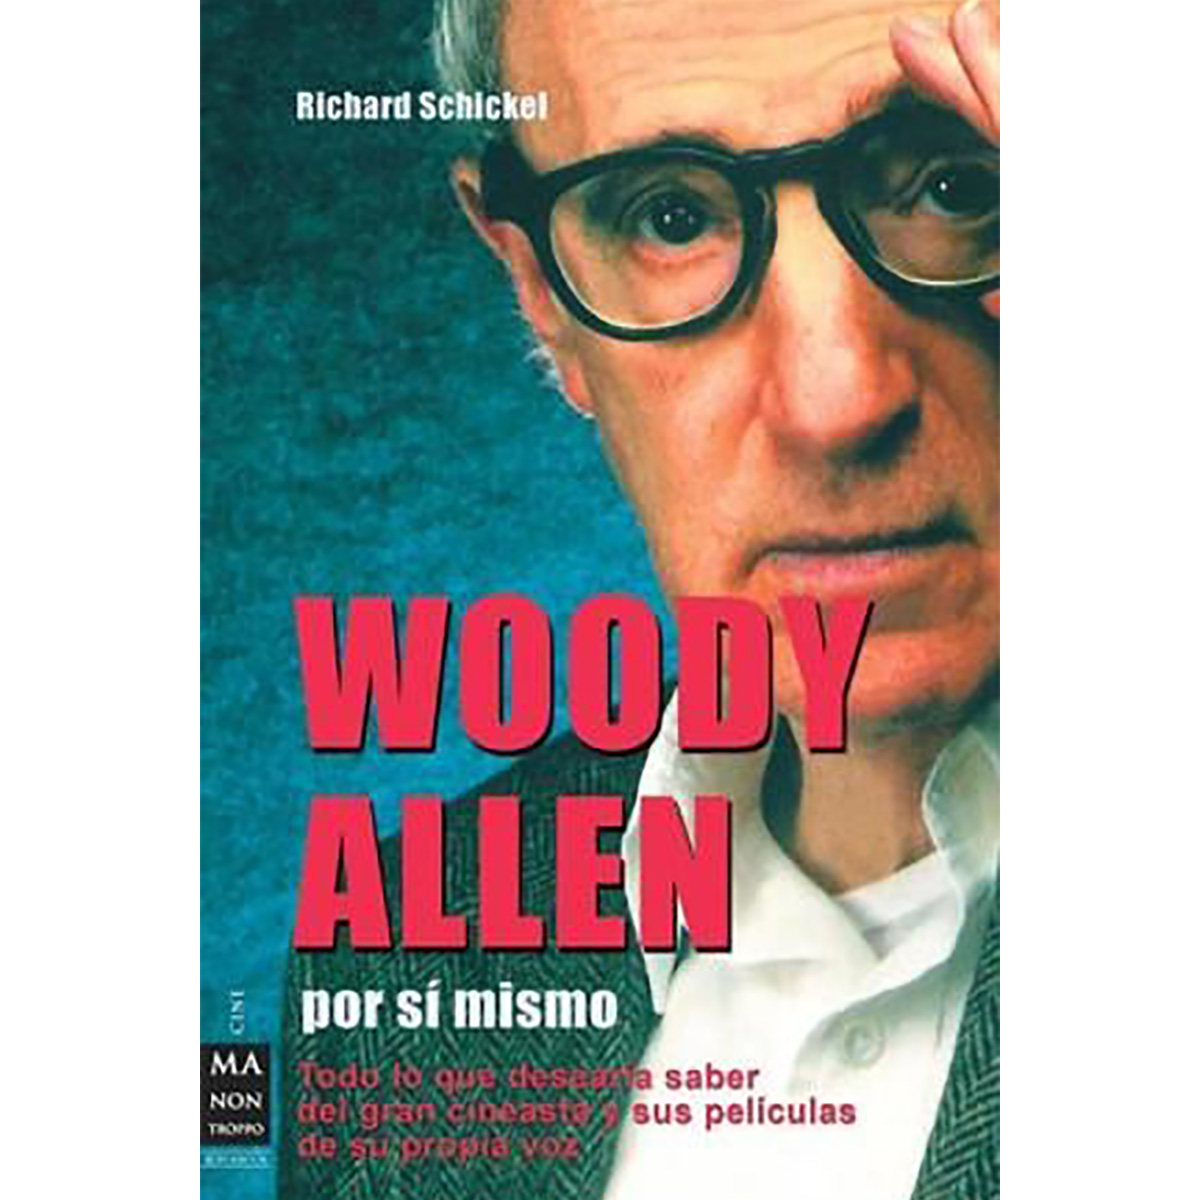 Richard Schickel
WOODY
ALLEN
por sí mismo
Todo lo que desearía saber
del gran cineasta y sus películas
de su propia voz
CINE
MA
NON
TROPPO